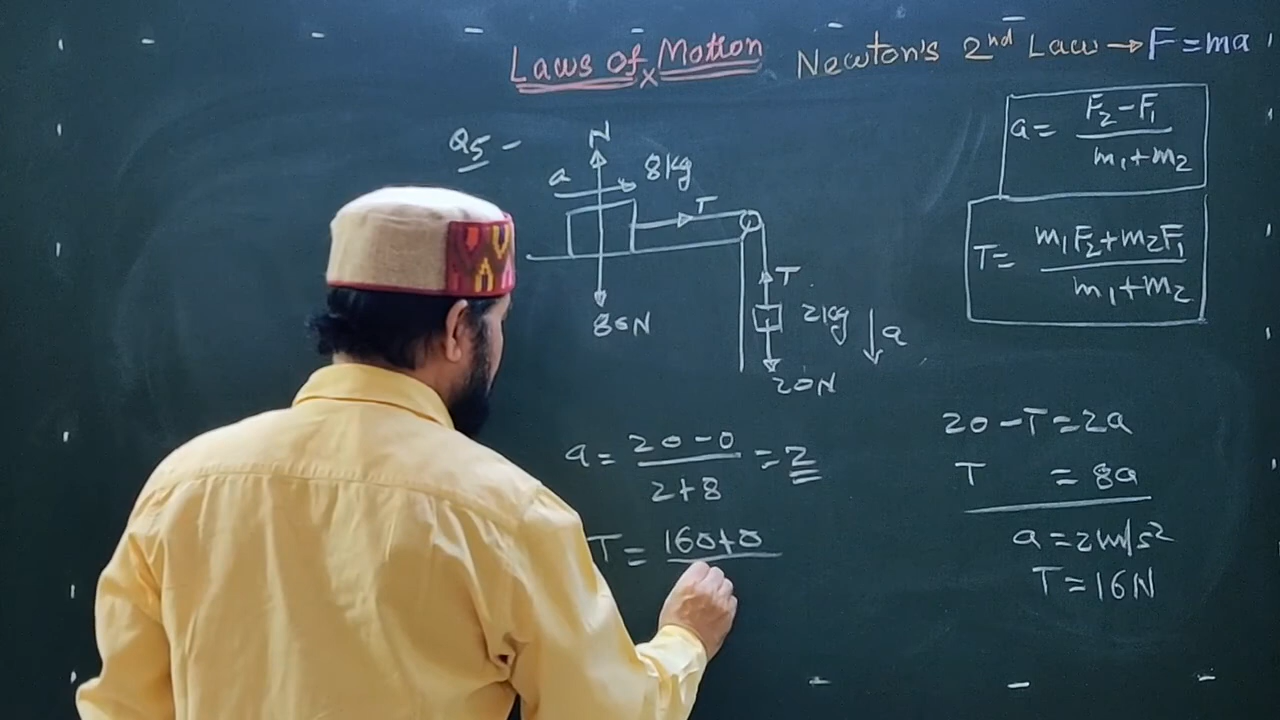 Laws Of Motion Newton's 2nd Law → F = ma
x
a = F₂ - F₁ / m₁ + m₂
T = m₁F₂ + m₂F₁ / m₁ + m₂
Q5 -
N
a
8kg
T
80N
T
2kg
a
20N
a = 20 - 0 / 2 + 8 = 2
T = 160 + 0
20 - T = 2a
T = 8a
a = 2m/s²
T = 16N